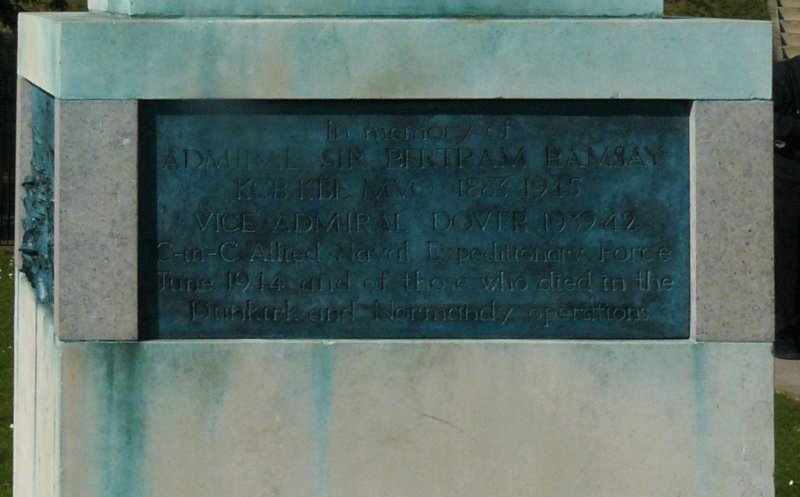 In memory of
ADMIRAL SIR BERTRAM RAMSAY
KCB KBE MVO 1883-1945
VICE ADMIRAL DOVER 1939-42
C-in-C Allied Naval Expeditionary Force
June 1944 and of those who died in the
Dunkirk and Normandy operations